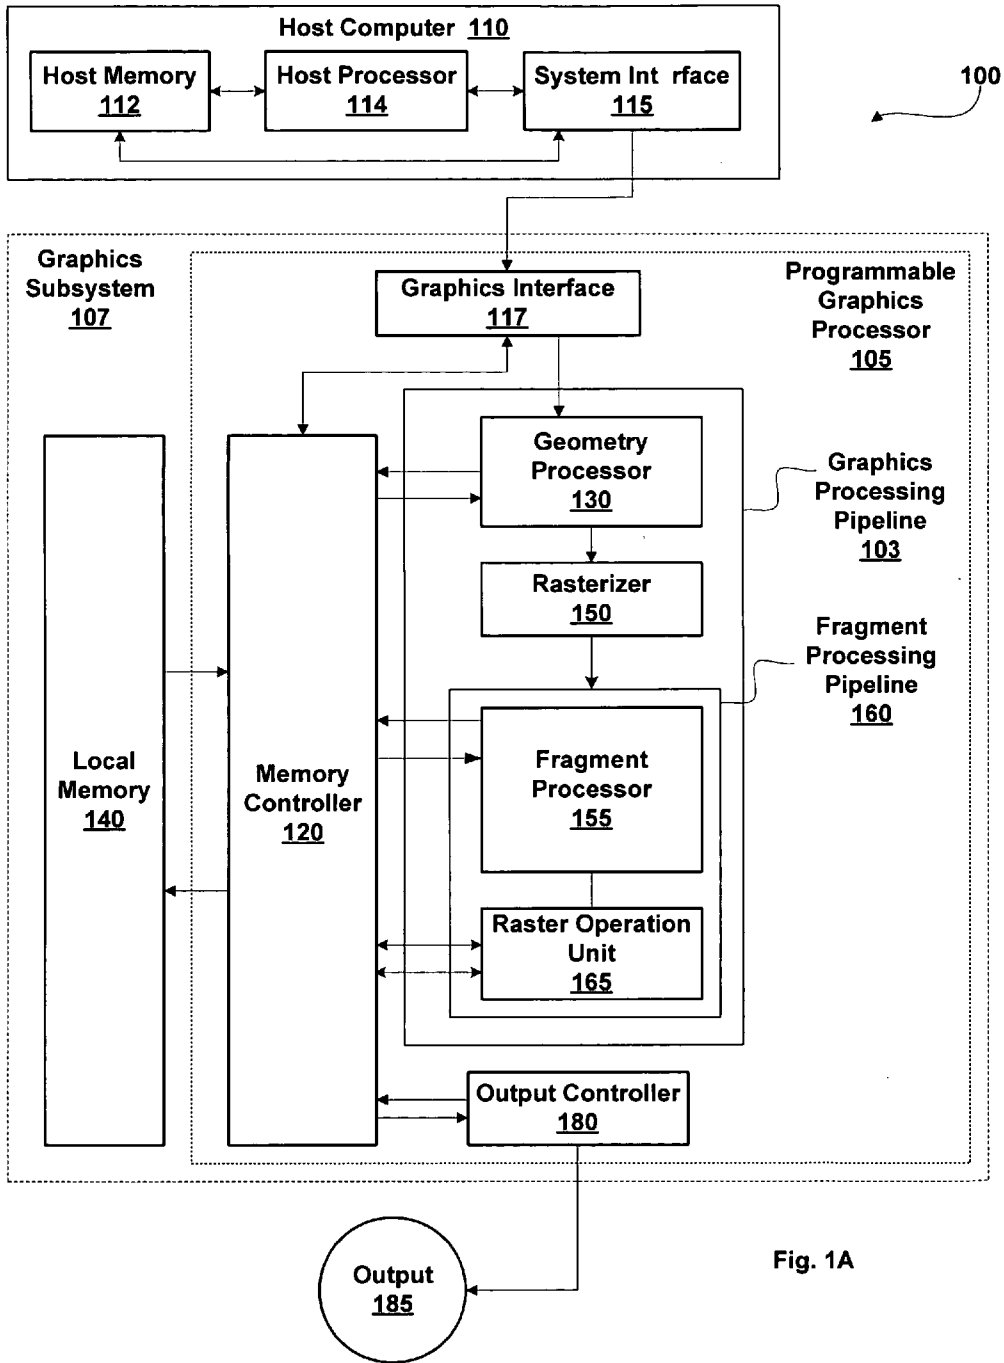 Host Computer 110
Host Memory
112
Host Processor
114
System Int rface
115
100
Graphics
Subsystem
107
Graphics Interface
117
Programmable
Graphics
Processor
105
Geometry
Processor
130
Graphics
Processing
Pipeline
103
Rasterizer
150
Fragment
Processing
Pipeline
160
Local
Memory
140
Memory
Controller
120
Fragment
Processor
155
Raster Operation
Unit
165
Output Controller
180
Output
185
Fig. 1A